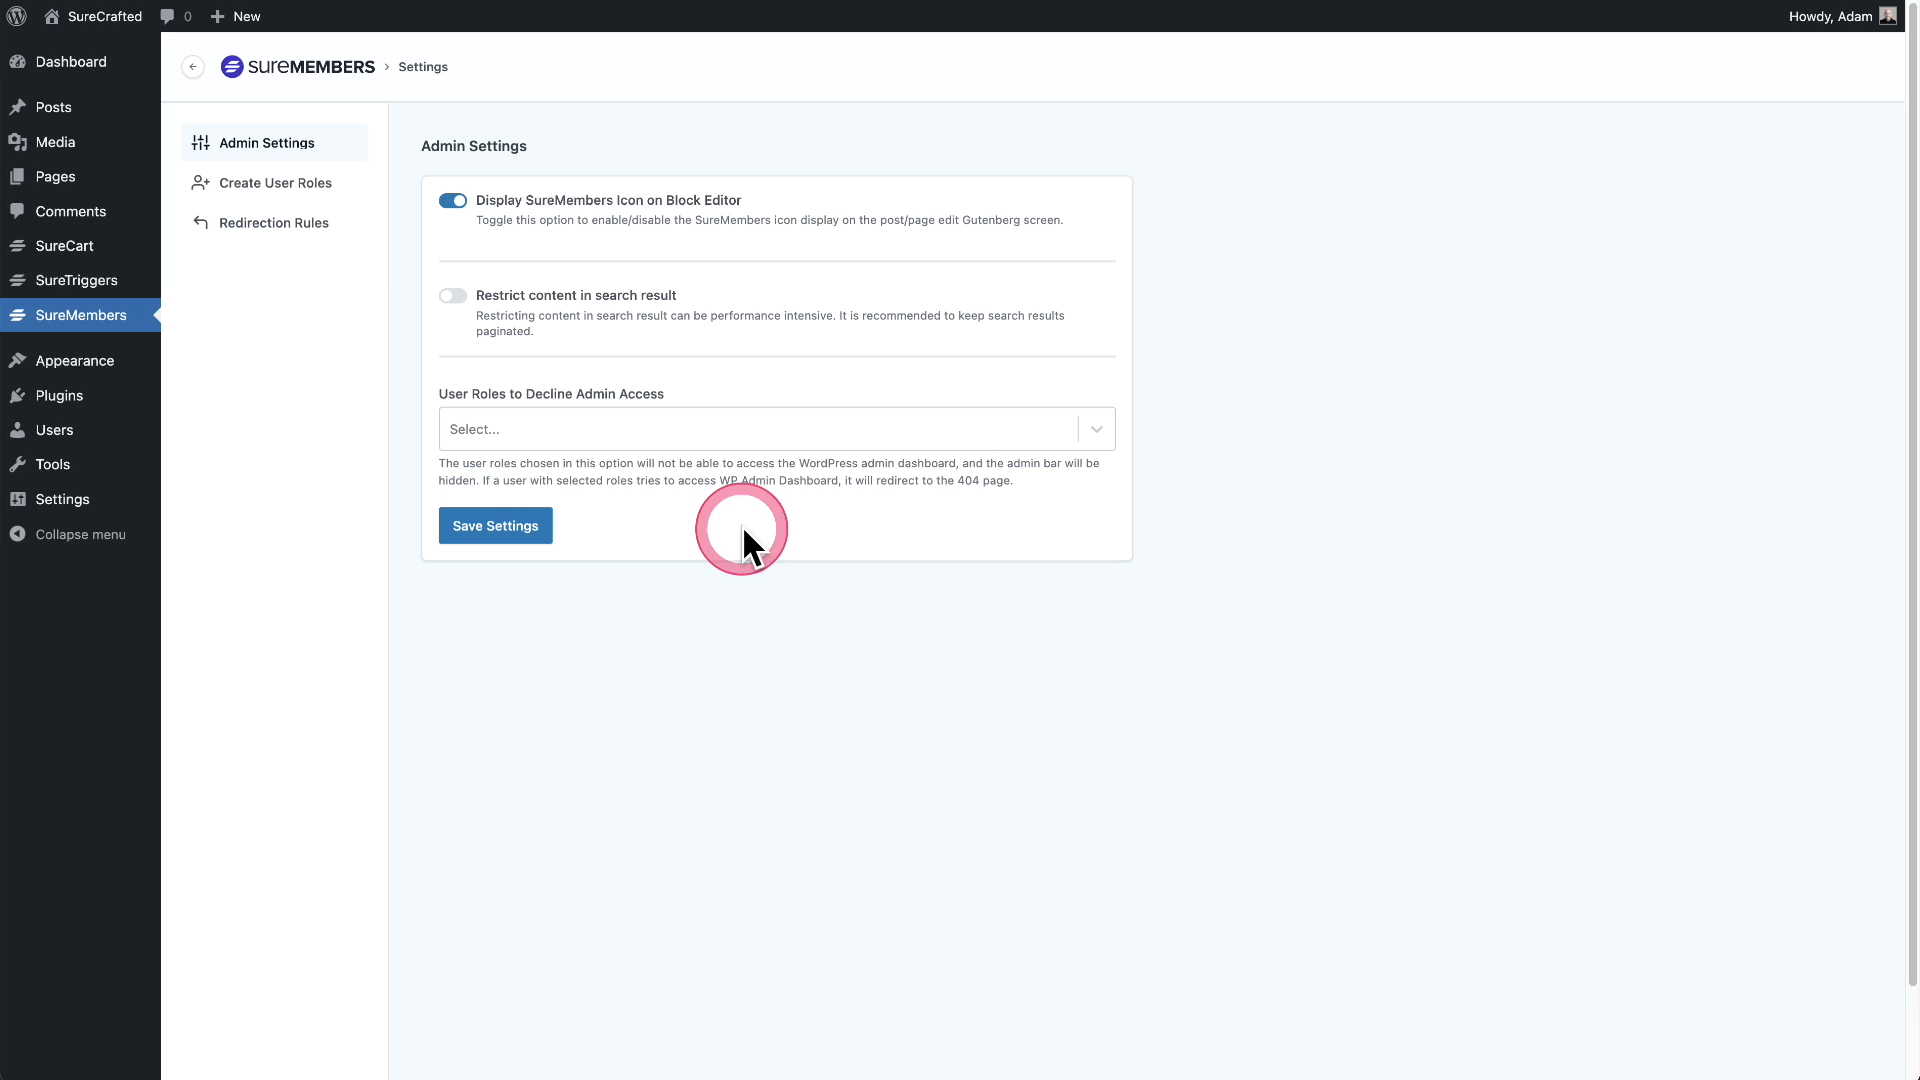 SureCrafted
0
New
Howdy, Adam
Dashboard
Posts
Media
Pages
Comments
SureCart
SureTriggers
SureMembers
Appearance
Plugins
Users
Tools
Settings
Collapse menu
SUREMEMBERS
Settings
Admin Settings
Create User Roles
Redirection Rules
Admin Settings
Display SureMembers Icon on Block Editor
Toggle this option to enable/disable the SureMembers icon display on the post/page edit Gutenberg screen.
Restrict content in search result
Restricting content in search result can be performance intensive. It is recommended to keep search results
paginated.
User Roles to Decline Admin Access
Select...
The user roles chosen in this option will not be able to access the WordPress admin dashboard, and the admin bar will be
hidden. If a user with selected roles tries to access WP Admin Dashboard, it will redirect to the 404 page.
Save Settings